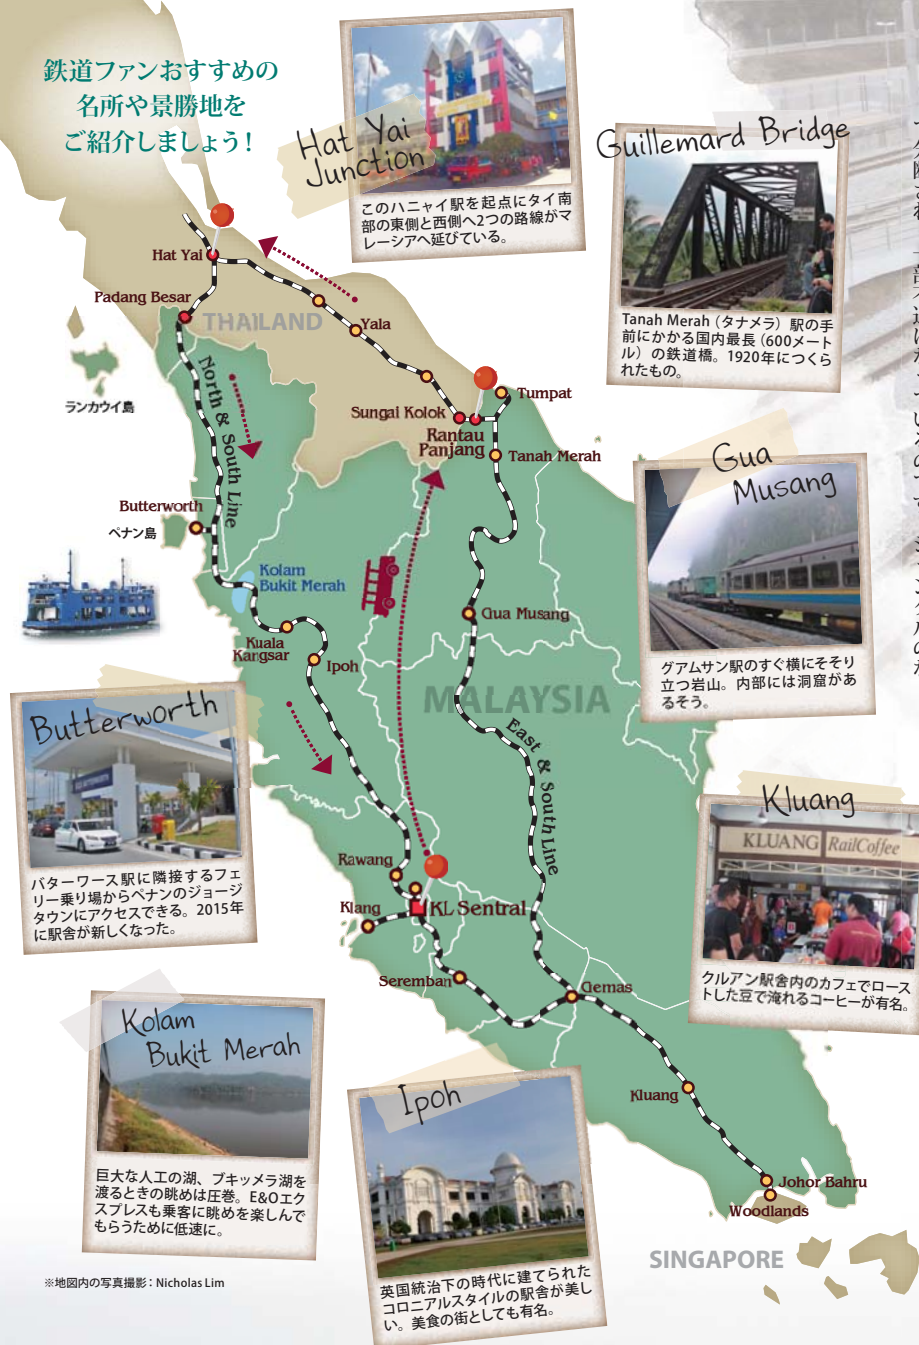 鉄道ファンおすすめの
名所や景勝地を
ご紹介しましょう!
Hat Yai
Junction
このハニャイ駅を起点にタイ南
部の東側と西側へ2つの路線がマ
レーシアへ延びている。
Guillemard Bridge
Tanah Merah(タナメラ)駅の手
前にかかる国内最長(600メート
ル)の鉄道橋。1920年につくら
れたもの。
Hat Yai
Padang Besar
THAILAND
Yala
ランカウイ島
North & South Line
Sungai Kolok
Tumpat
Rantau
Panjang
Tanah Merah
Gua
Musang
グアムサン駅のすぐ横にそそり
立つ岩山。内部には洞窟があ
るそう。
Butterworth
ペナン島
Kolam
Bukit Merah
Kuala
Kangsar
Ipoh
Gua Musang
MALAYSIA
East & South Line
Butterworth
バターワース駅に隣接するフェ
リー乗り場からペナンのジョージ
タウンにアクセスできる。2015年
に駅舎が新しくなった。
Kluang
KLUANG RailCoffee
クルアン駅舎内のカフェでロース
トした豆で淹れるコーヒーが有名。
Rawang
Klang
KL Sentral
Seremban
Gemas
Kluang
Johor Bahru
Woodlands
SINGAPORE
Kolam
Bukit Merah
巨大な人工の湖、ブキッメラ湖を
渡るときの眺めは圧巻。E&Oエク
スプレスも乗客に眺めを楽しんで
もらうために低速に。
Ipoh
英国統治下の時代に建てられた
コロニアルスタイルの駅舎が美し
い。美食の街としても有名。
※地図内の写真撮影:Nicholas Lim